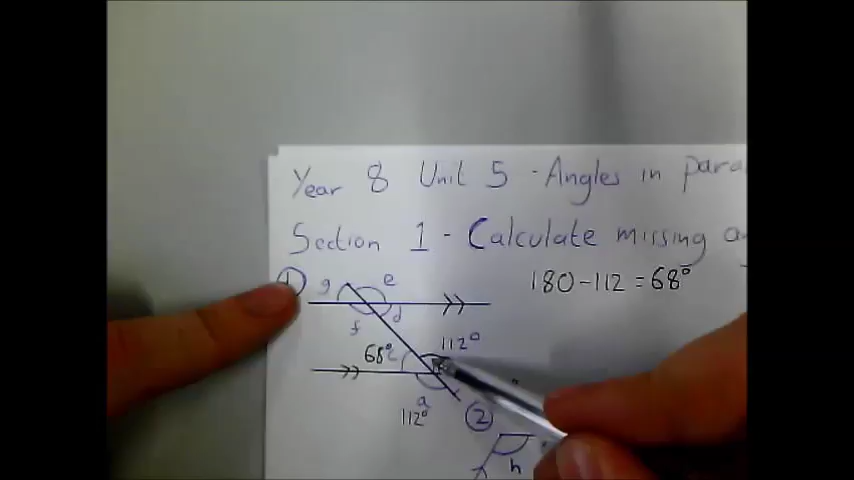 Year 8 Unit 5 - Angles in para
Section 1 - Calculate missing
180-112 = 68°
1
g e
f d
112°
68° c
a
112°
2
h